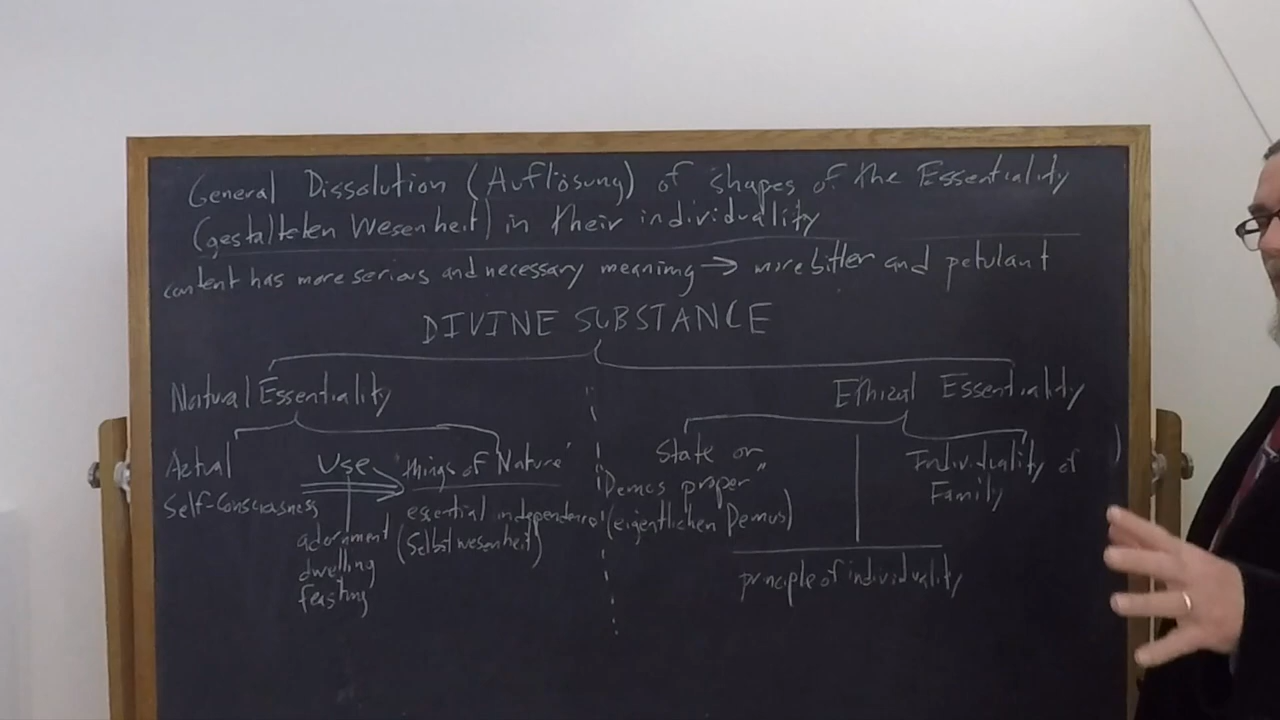 General Dissolution (Auflösung) of shapes of the Essentiality
(gestalteten Wesenheit) in their individuality
content has more serious and necessary meaning → more bitter and petulant
DIVINE SUBSTANCE
Natural Essentiality
Ethical Essentiality
Actual
Self-Consciousness
Use
adornment
dwelling
feasting
"things of Nature"
essential independence
(Selbstwesenheit)
State or
"Demos proper"
(eigentlichen Demos)
Individuality of
Family
principle of individuality